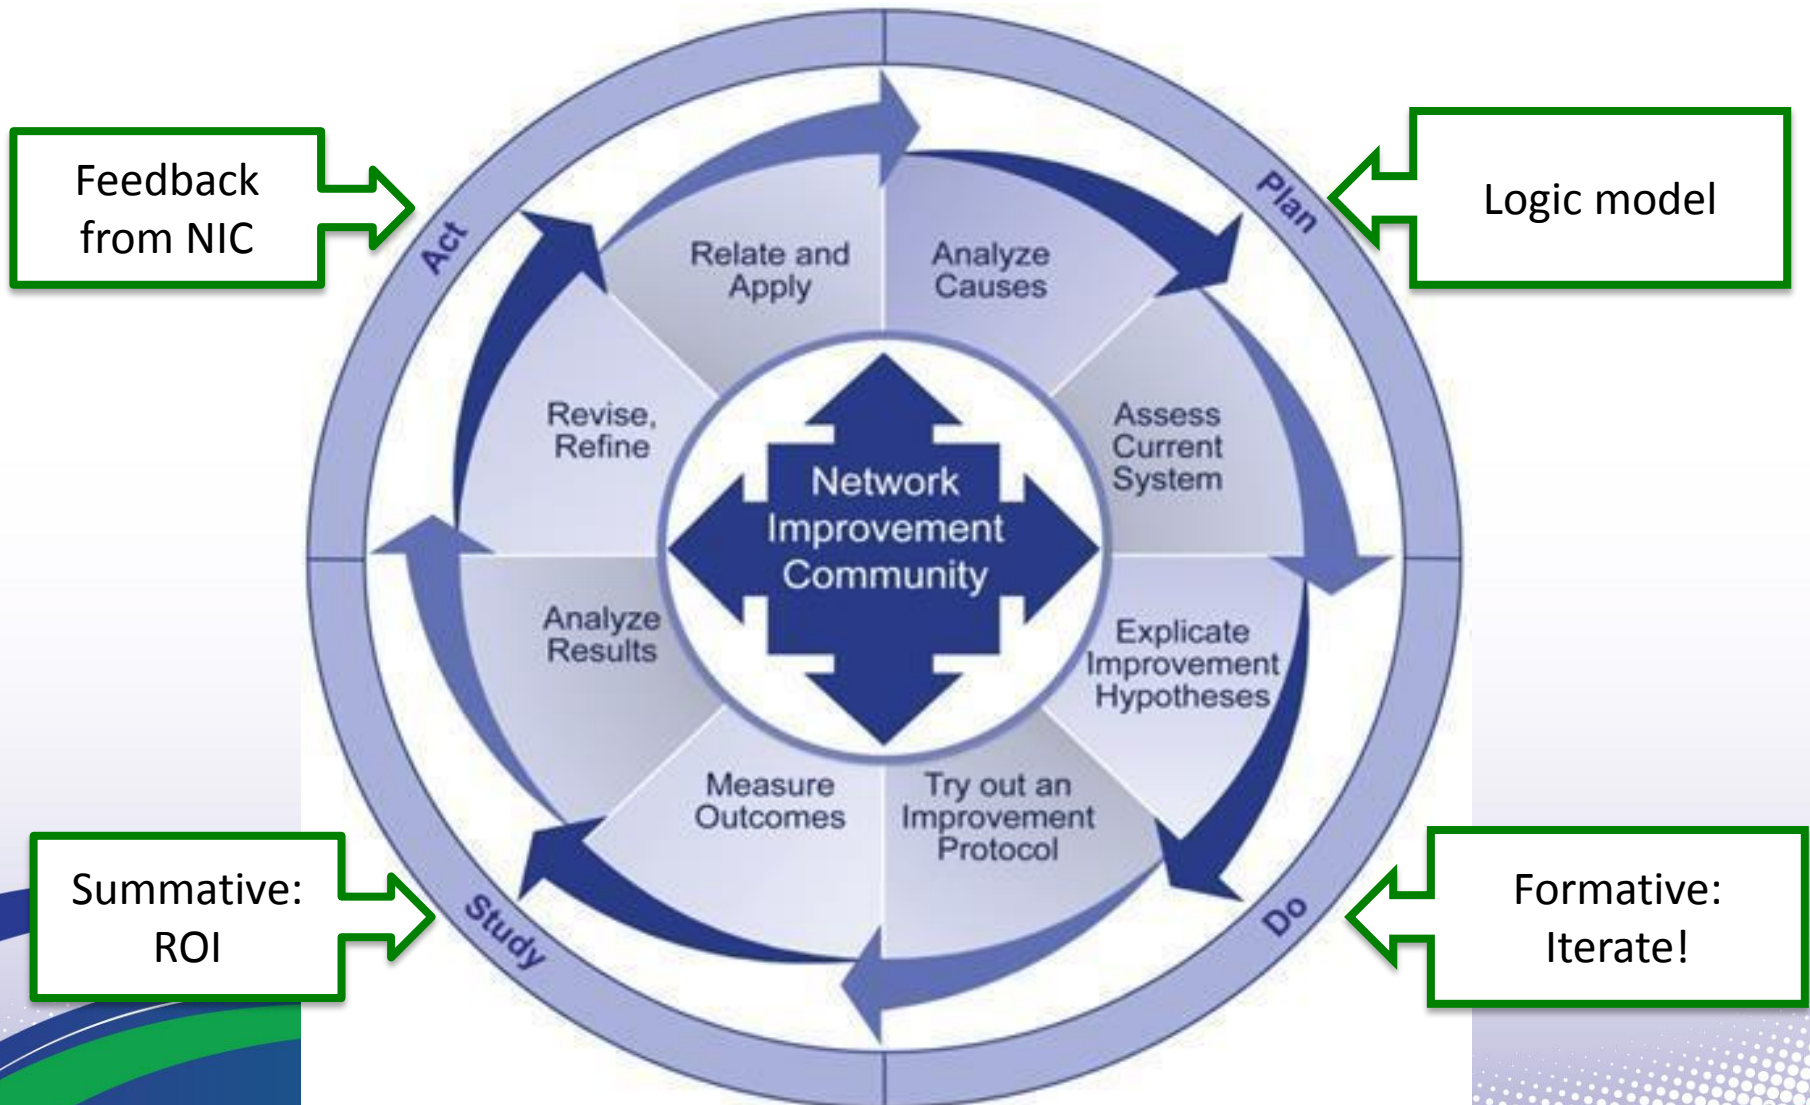 Feedback
from NIC
Act
Plan
Logic model
Relate and
Apply
Analyze
Causes
Revise,
Refine
Assess
Current
System
Network
Improvement
Community
Analyze
Results
Explicate
Improvement
Hypotheses
Measure
Outcomes
Try out an
Improvement
Protocol
Summative:
ROI
Study
Do
Formative:
Iterate!